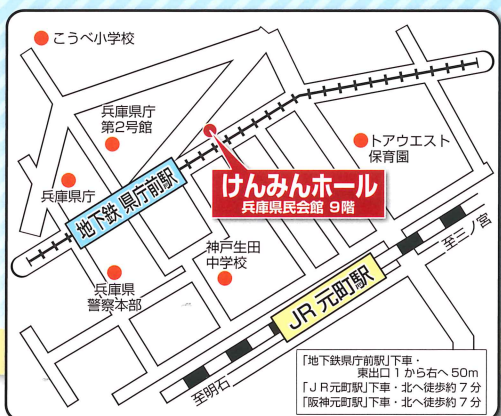 こうべ小学校
兵庫県庁
第2号館
トアウエスト
保育園
けんみんホール
兵庫県民会館 9階
兵庫県庁
地下鉄 県庁前駅
神戸生田
中学校
至三ノ宮
兵庫県
警察本部
JR 元町駅
至明石
「地下鉄県庁前駅」下車・
東出口 1 から右へ 50m
「JR元町駅」下車・北へ徒歩約 7 分
「阪神元町駅」下車・北へ徒歩約 7 分